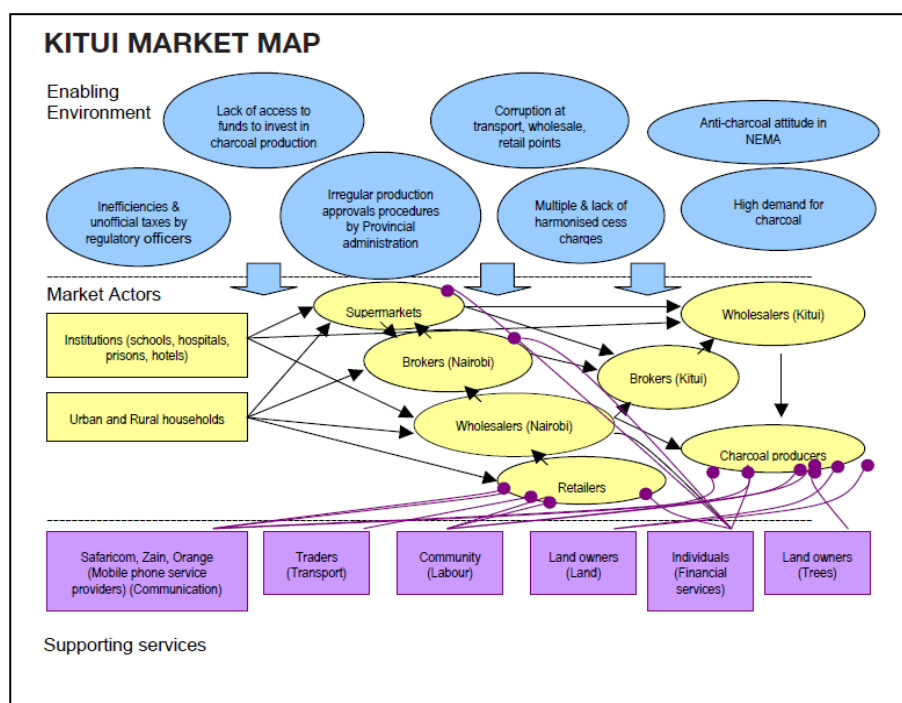 KITUI MARKET MAP
Enabling
Environment
Lack of access to
funds to invest in
charcoal production
Corruption at
transport, wholesale,
retail points
Anti-charcoal attitude in
NEMA
Inefficiencies &
unofficial taxes by
regulatory officers
Irregular production
approvals procedures
by Provincial
administration
Multiple & lack of
harmonised cess
charges
High demand for
charcoal
Market Actors
Supermarkets
Wholesalers (Kitui)
Institutions (schools, hospitals,
prisons, hotels)
Brokers (Nairobi)
Brokers (Kitui)
Urban and Rural households
Wholesalers (Nairobi)
Charcoal producers
Retailers
Safaricom, Zain, Orange
(Mobile phone service
providers) (Communication)
Traders
(Transport)
Community
(Labour)
Land owners
(Land)
Individuals
(Financial
services)
Land owners
(Trees)
Supporting services